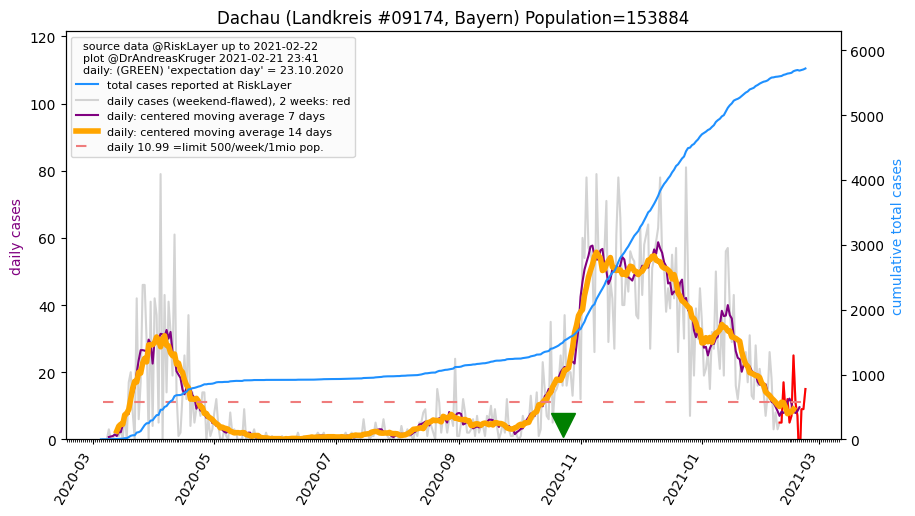 Dachau (Landkreis #09174, Bayern) Population=153884
source data @RiskLayer up to 2021-02-22
plot @DrAndreasKruger 2021-02-21 23:41
daily: (GREEN) 'expectation day' = 23.10.2020
total cases reported at RiskLayer
daily cases (weekend-flawed), 2 weeks: red
daily: centered moving average 7 days
daily: centered moving average 14 days
daily 10.99 =limit 500/week/1mio pop.
daily cases
120
100
80
60
40
20
0
cumulative total cases
6000
5000
4000
3000
2000
1000
0
2020-03
2020-05
2020-07
2020-09
2020-11
2021-01
2021-03